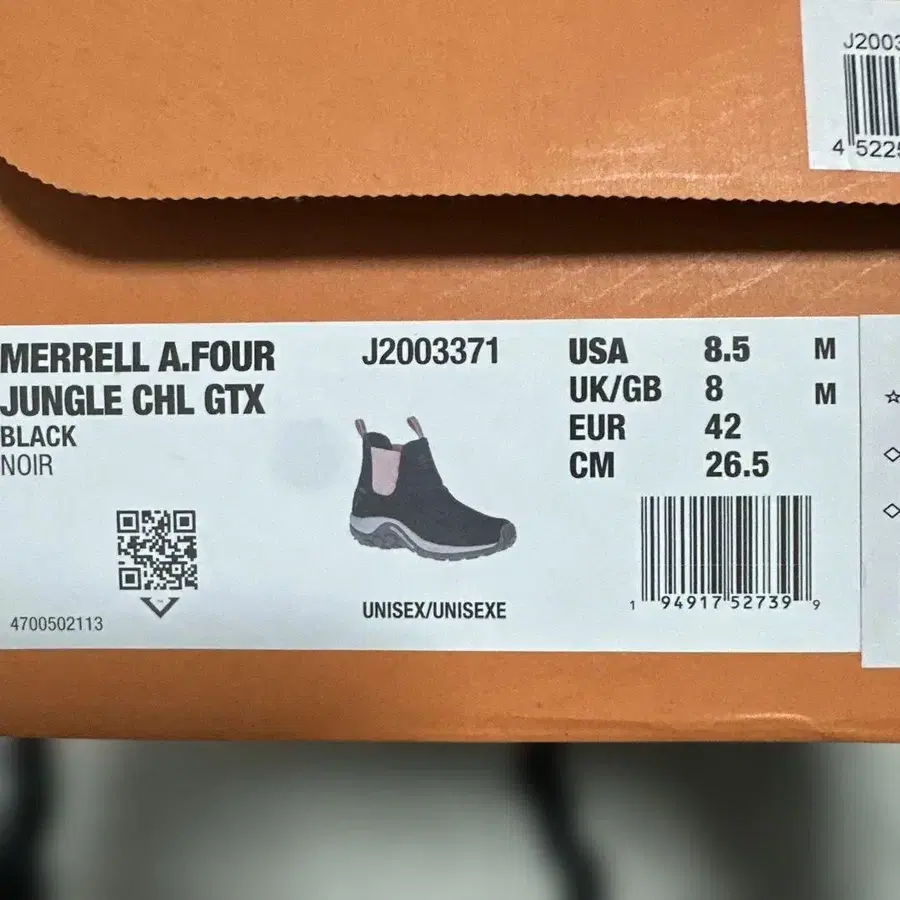 J2003
4 5225
MERRELL A.FOUR
JUNGLE CHL GTX
BLACK
NOIR
4700502113
J2003371
UNISEX/UNISEXE
USA 8.5 M
UK/GB 8 M
EUR 42
CM 26.5
1 94917 52739 9